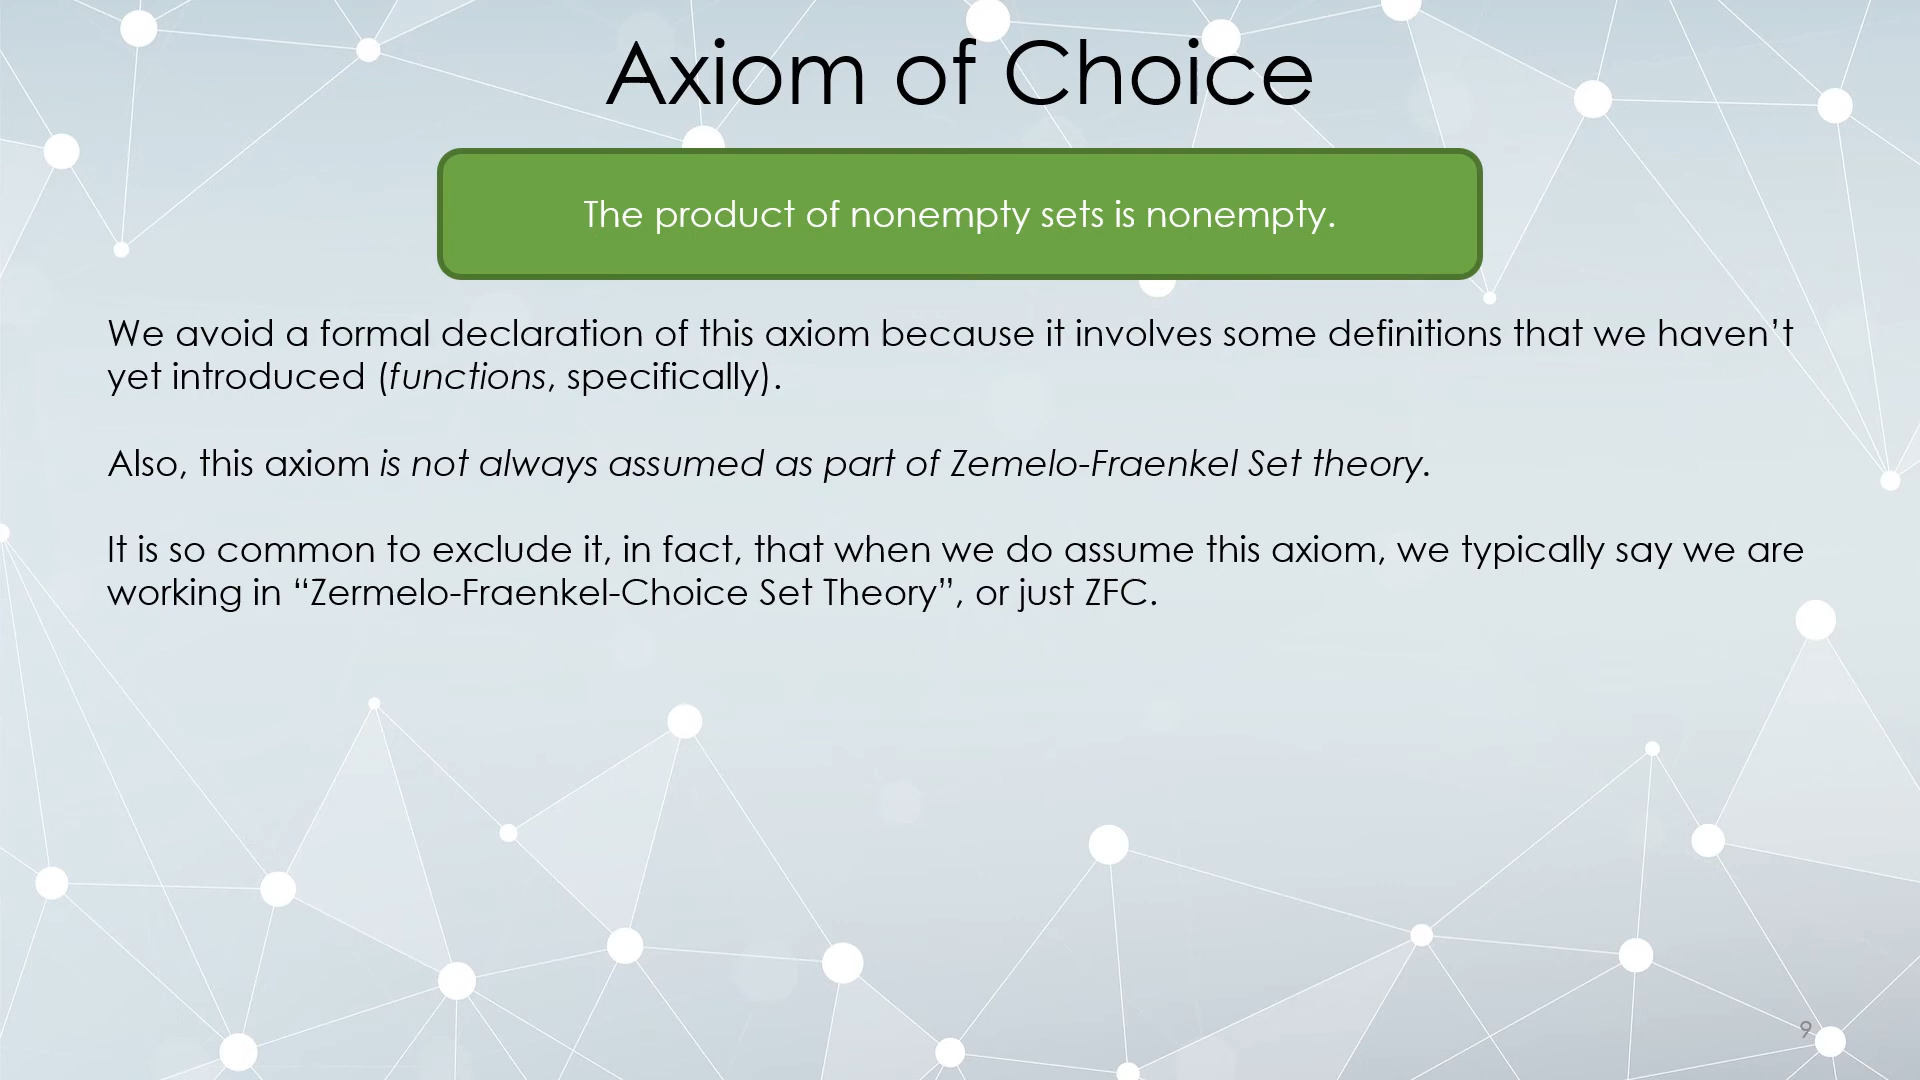 Axiom of Choice
The product of nonempty sets is nonempty.
We avoid a formal declaration of this axiom because it involves some definitions that we haven’t
yet introduced (functions, specifically).
Also, this axiom is not always assumed as part of Zemelo-Fraenkel Set theory.
It is so common to exclude it, in fact, that when we do assume this axiom, we typically say we are
working in “Zermelo-Fraenkel-Choice Set Theory”, or just ZFC.
9